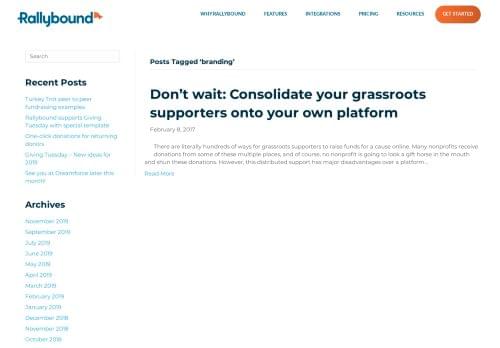 Rallybound
WHY RALLYBOUND
FEATURES
INTEGRATIONS
PRICING
RESOURCES
GET STARTED
Search
Recent Posts
Turkey Trot peer to peer
fundraising examples
Rallybound supports Giving
Tuesday with special template
One-click donations for returning
donors
Giving Tuesday – New ideas for
2019
See you at Dreamforce later this
month!
Archives
November 2019
September 2019
July 2019
June 2019
May 2019
April 2019
March 2019
February 2019
January 2019
December 2018
November 2018
October 2018
Posts Tagged ‘branding’
Don’t wait: Consolidate your grassroots
supporters onto your own platform
February 8, 2017
There are literally hundreds of ways for grassroots supporters to raise funds for a cause online. Many nonprofits receive
donations from some of these multiple places, and of course, no nonprofit is going to look a gift horse in the mouth
and shun these donations. However, this distributed support has major disadvantages over a platform...
Read More